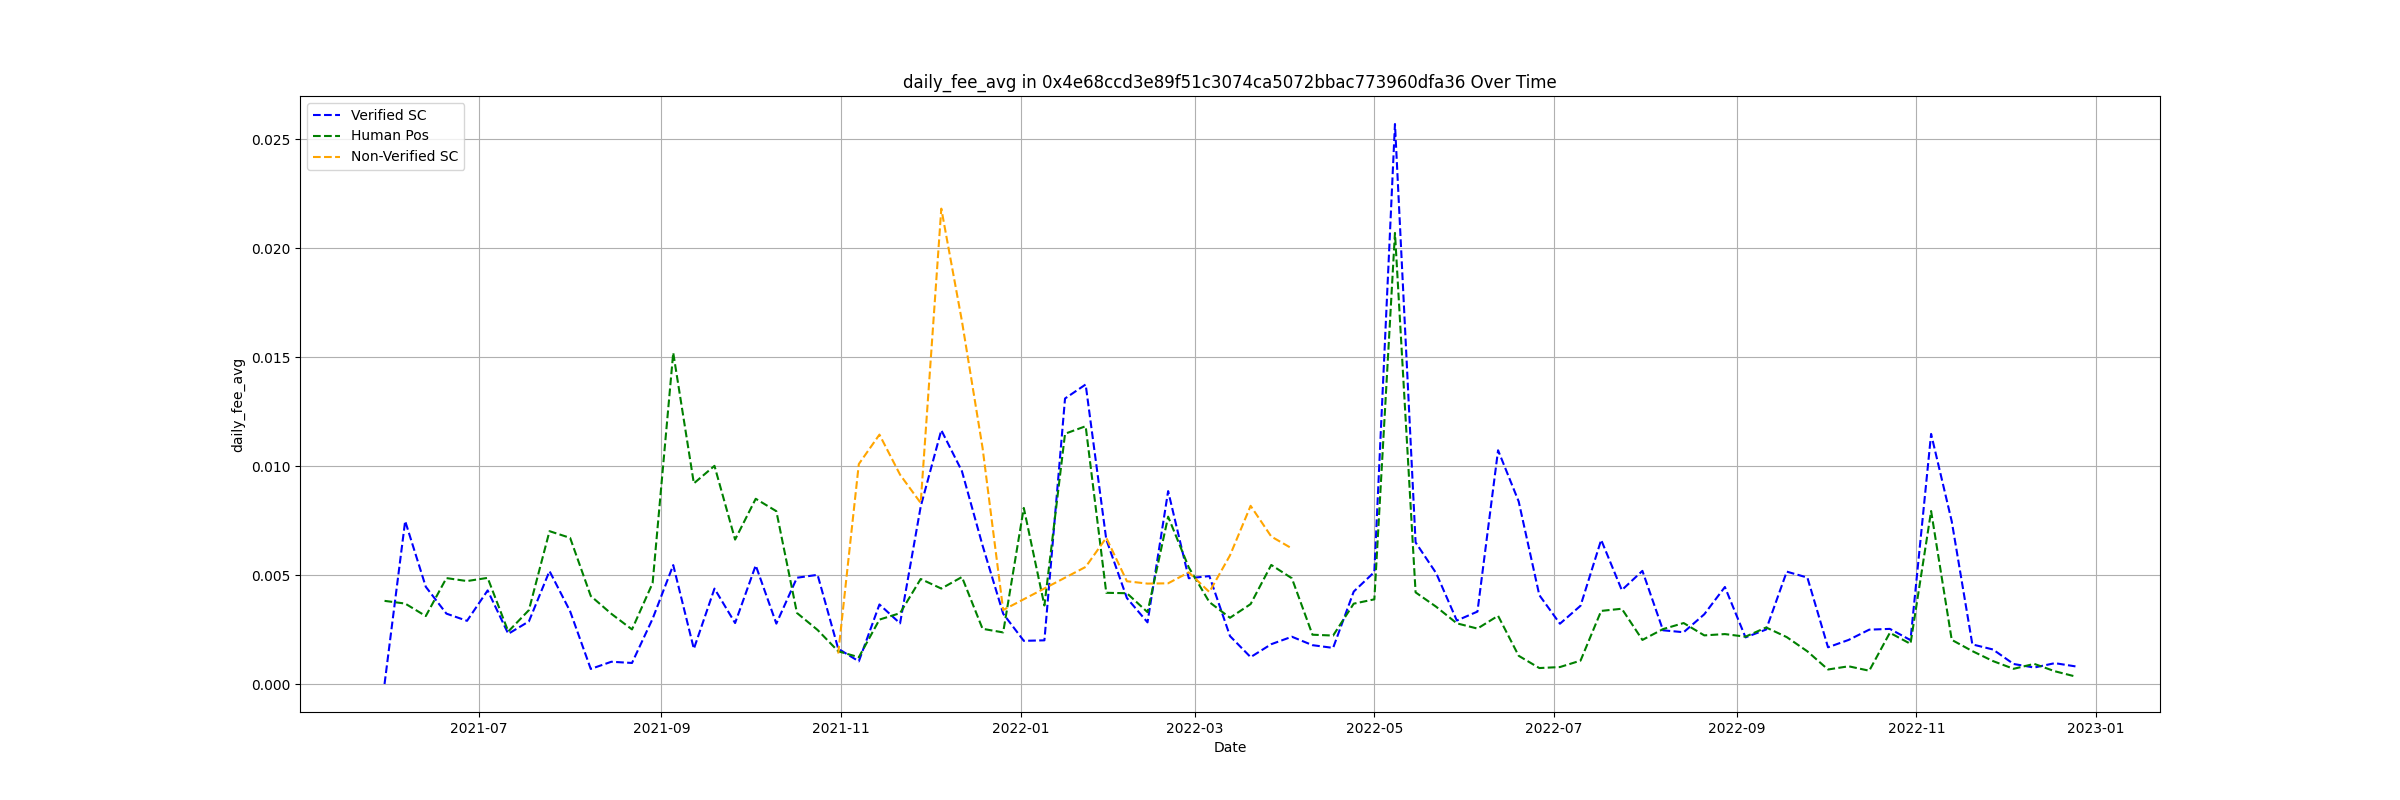 daily_fee_avg in 0x4e68ccd3e89f51c3074ca5072bbac773960dfa36 Over Time
Verified SC
Human Pos
Non-Verified SC
daily_fee_avg
0.025
0.020
0.015
0.010
0.005
0.000
2021-07
2021-09
2021-11
2022-01
2022-03
2022-05
2022-07
2022-09
2022-11
2023-01
Date